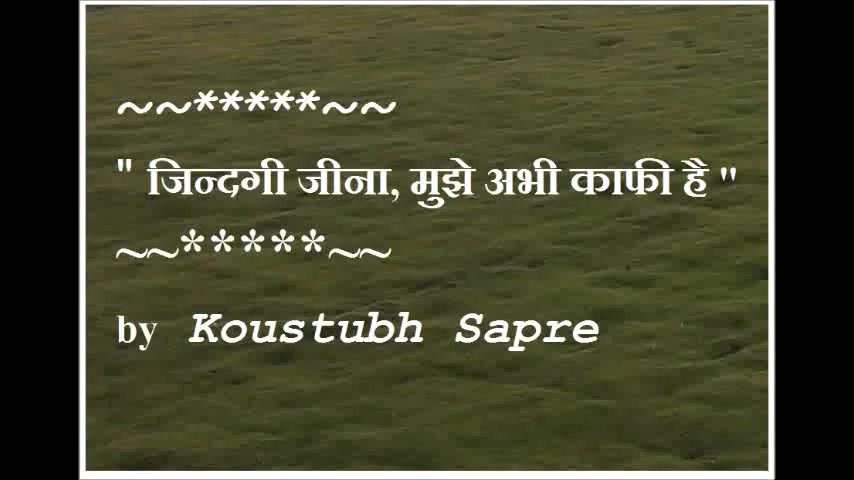 ~~*****~~
" जिन्दगी जीना, मुझे अभी काफी है "
~~*****~~
by Koustubh Sapre